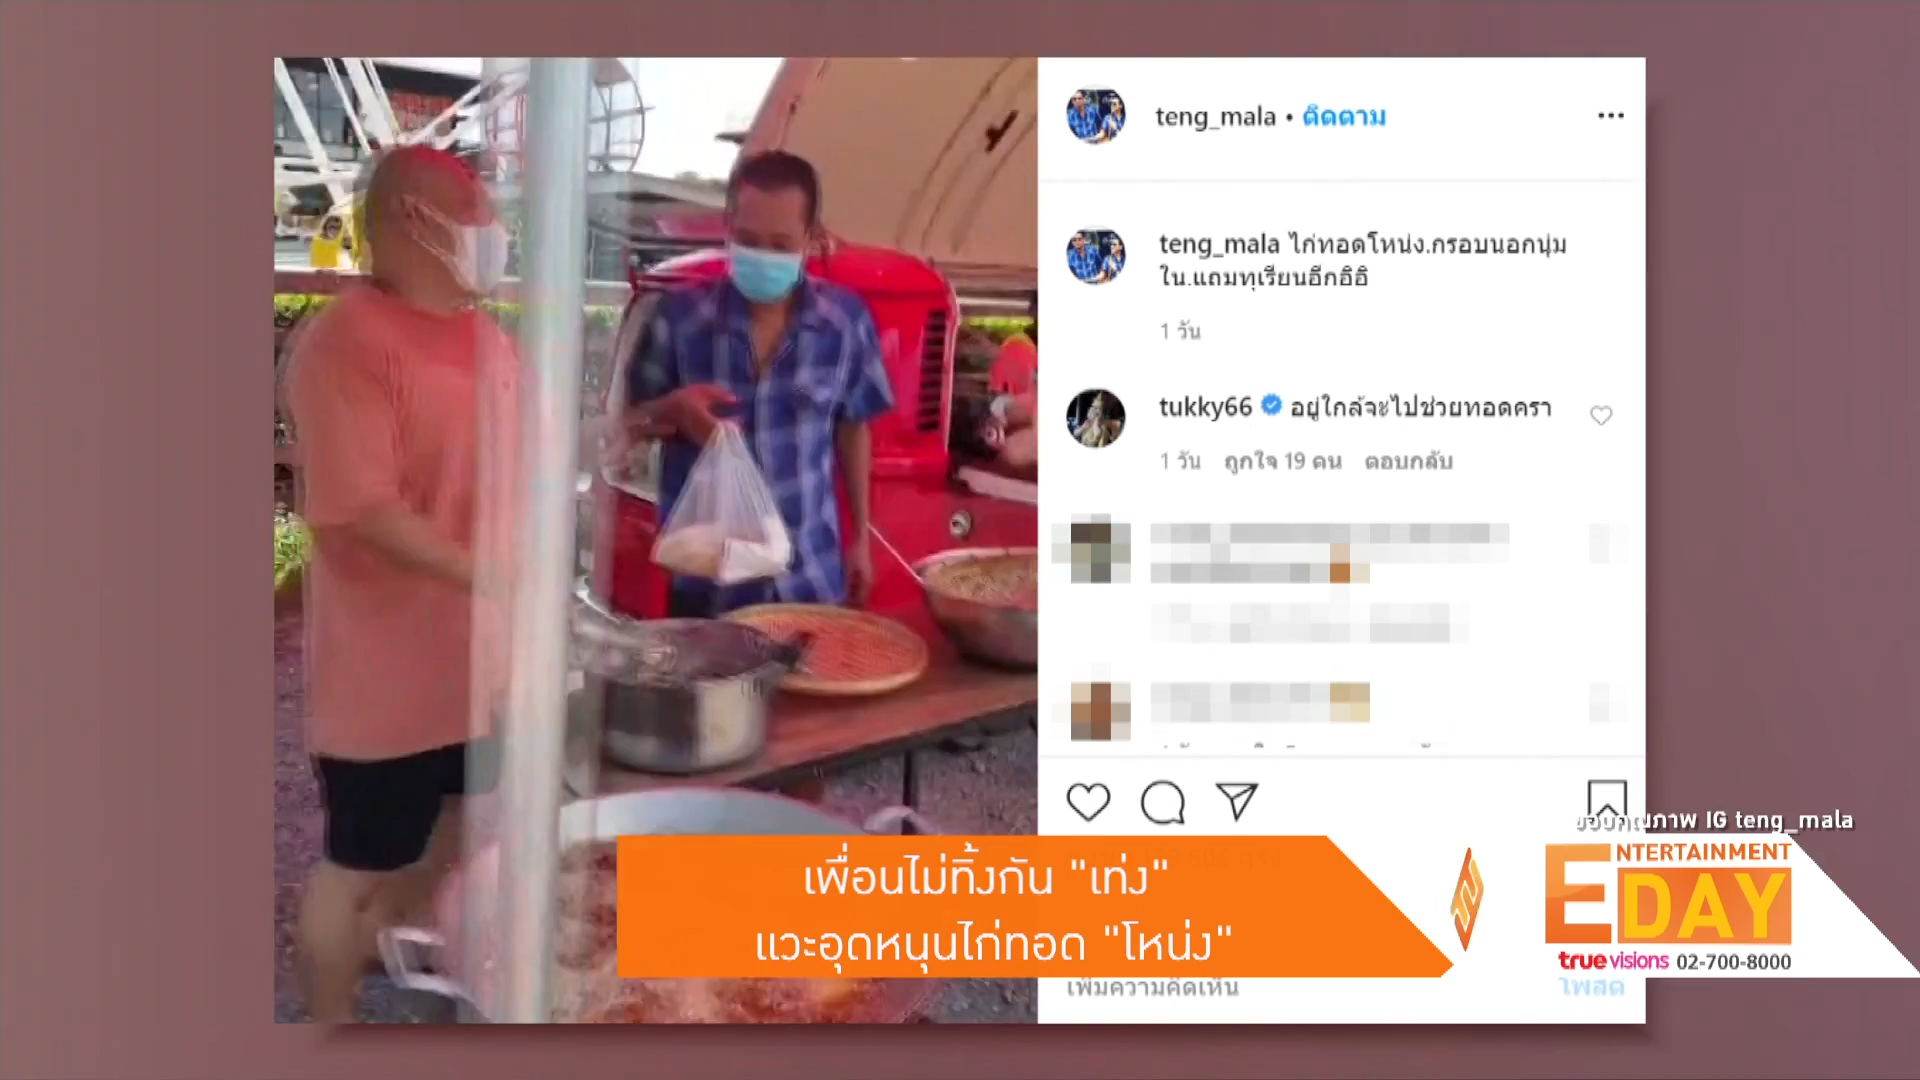 teng_mala • ติดตาม
teng_mala ไก่ทอดโหน่ง.กรอบนอกนุ่ม
ใน.แถมทุเรียนอีกฮิฮิ
1 วัน
tukky66 อยู่ใกล้จะไปช่วยทอดครา
1 วัน ถูกใจ 19 คน ตอบกลับ
ขอบคุณภาพ IG teng_mala
เพื่อนไม่ทิ้งกัน "เท่ง"
แวะอุดหนุนไก่ทอด "โหน่ง"
ENTERTAINMENT
DAY
truevisions 02-700-8000
เพิ่มความคิดเห็น
โพสต์